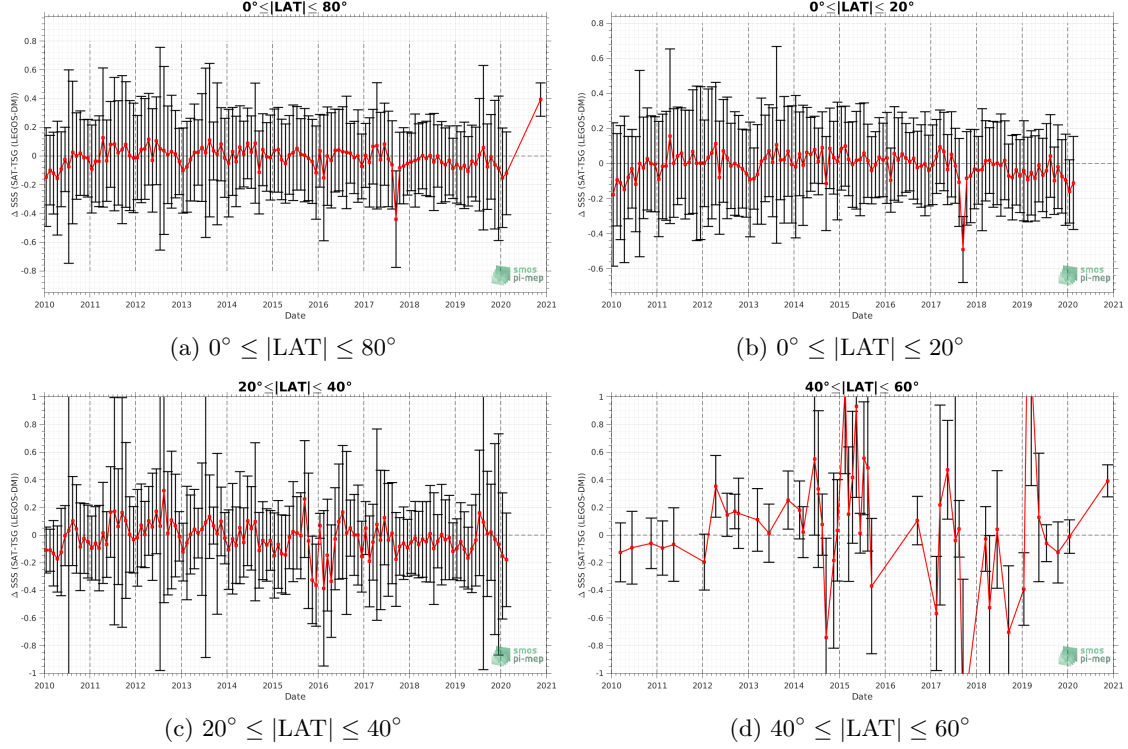 0°≤|LAT|≤ 80°
Δ SSS (SAT-TSG (LEGOS-DMI))
0.8
0.6
0.4
0.2
0
-0.2
-0.4
-0.6
-0.8
2010 2011 2012 2013 2014 2015 2016 2017 2018 2019 2020 2021
Date
smos
pi-mep
(a) 0° ≤ |LAT| ≤ 80°
0°≤|LAT|≤ 20°
Δ SSS (SAT-TSG (LEGOS-DMI))
0.8
0.6
0.4
0.2
0
-0.2
-0.4
-0.6
2010 2011 2012 2013 2014 2015 2016 2017 2018 2019 2020 2021
Date
smos
pi-mep
(b) 0° ≤ |LAT| ≤ 20°
20°≤|LAT|≤ 40°
Δ SSS (SAT-TSG (LEGOS-DMI))
1
0.8
0.6
0.4
0.2
0
-0.2
-0.4
-0.6
-0.8
-1
2010 2011 2012 2013 2014 2015 2016 2017 2018 2019 2020 2021
Date
smos
pi-mep
(c) 20° ≤ |LAT| ≤ 40°
40°≤|LAT|≤ 60°
Δ SSS (SAT-TSG (LEGOS-DMI))
1
0.8
0.6
0.4
0.2
0
-0.2
-0.4
-0.6
-0.8
-1
2010 2011 2012 2013 2014 2015 2016 2017 2018 2019 2020 2021
Date
smos
pi-mep
(d) 40° ≤ |LAT| ≤ 60°